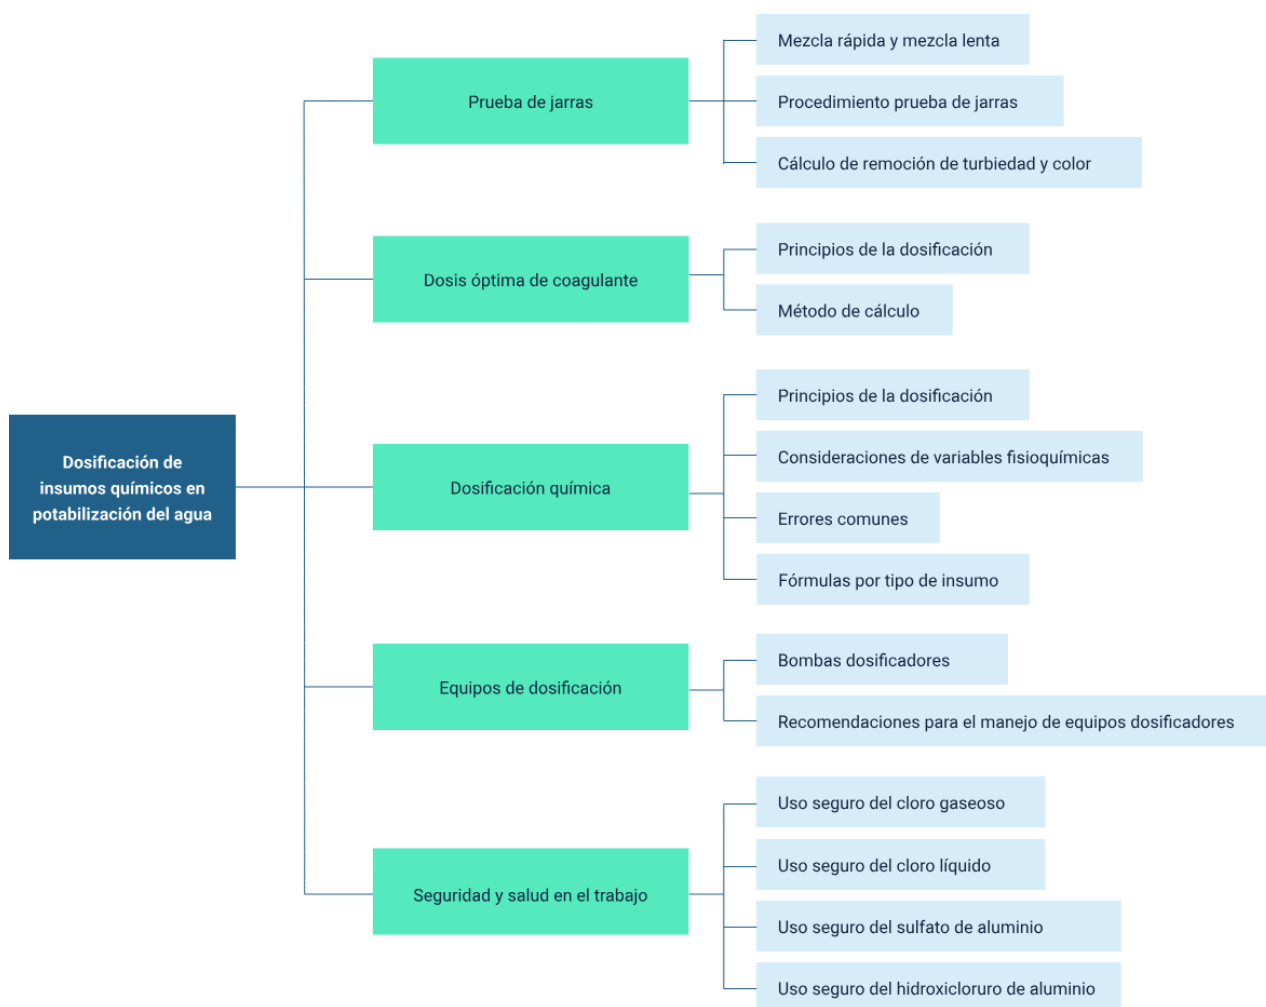 Dosificación de
insumos químicos en
potabilización del agua
Prueba de jarras
Mezcla rápida y mezcla lenta
Procedimiento prueba de jarras
Cálculo de remoción de turbiedad y color
Dosis óptima de coagulante
Principios de la dosificación
Método de cálculo
Dosificación química
Principios de la dosificación
Consideraciones de variables fisioquímicas
Errores comunes
Fórmulas por tipo de insumo
Equipos de dosificación
Bombas dosificadores
Recomendaciones para el manejo de equipos dosificadores
Seguridad y salud en el trabajo
Uso seguro del cloro gaseoso
Uso seguro del cloro líquido
Uso seguro del sulfato de aluminio
Uso seguro del hidroxicloruro de aluminio